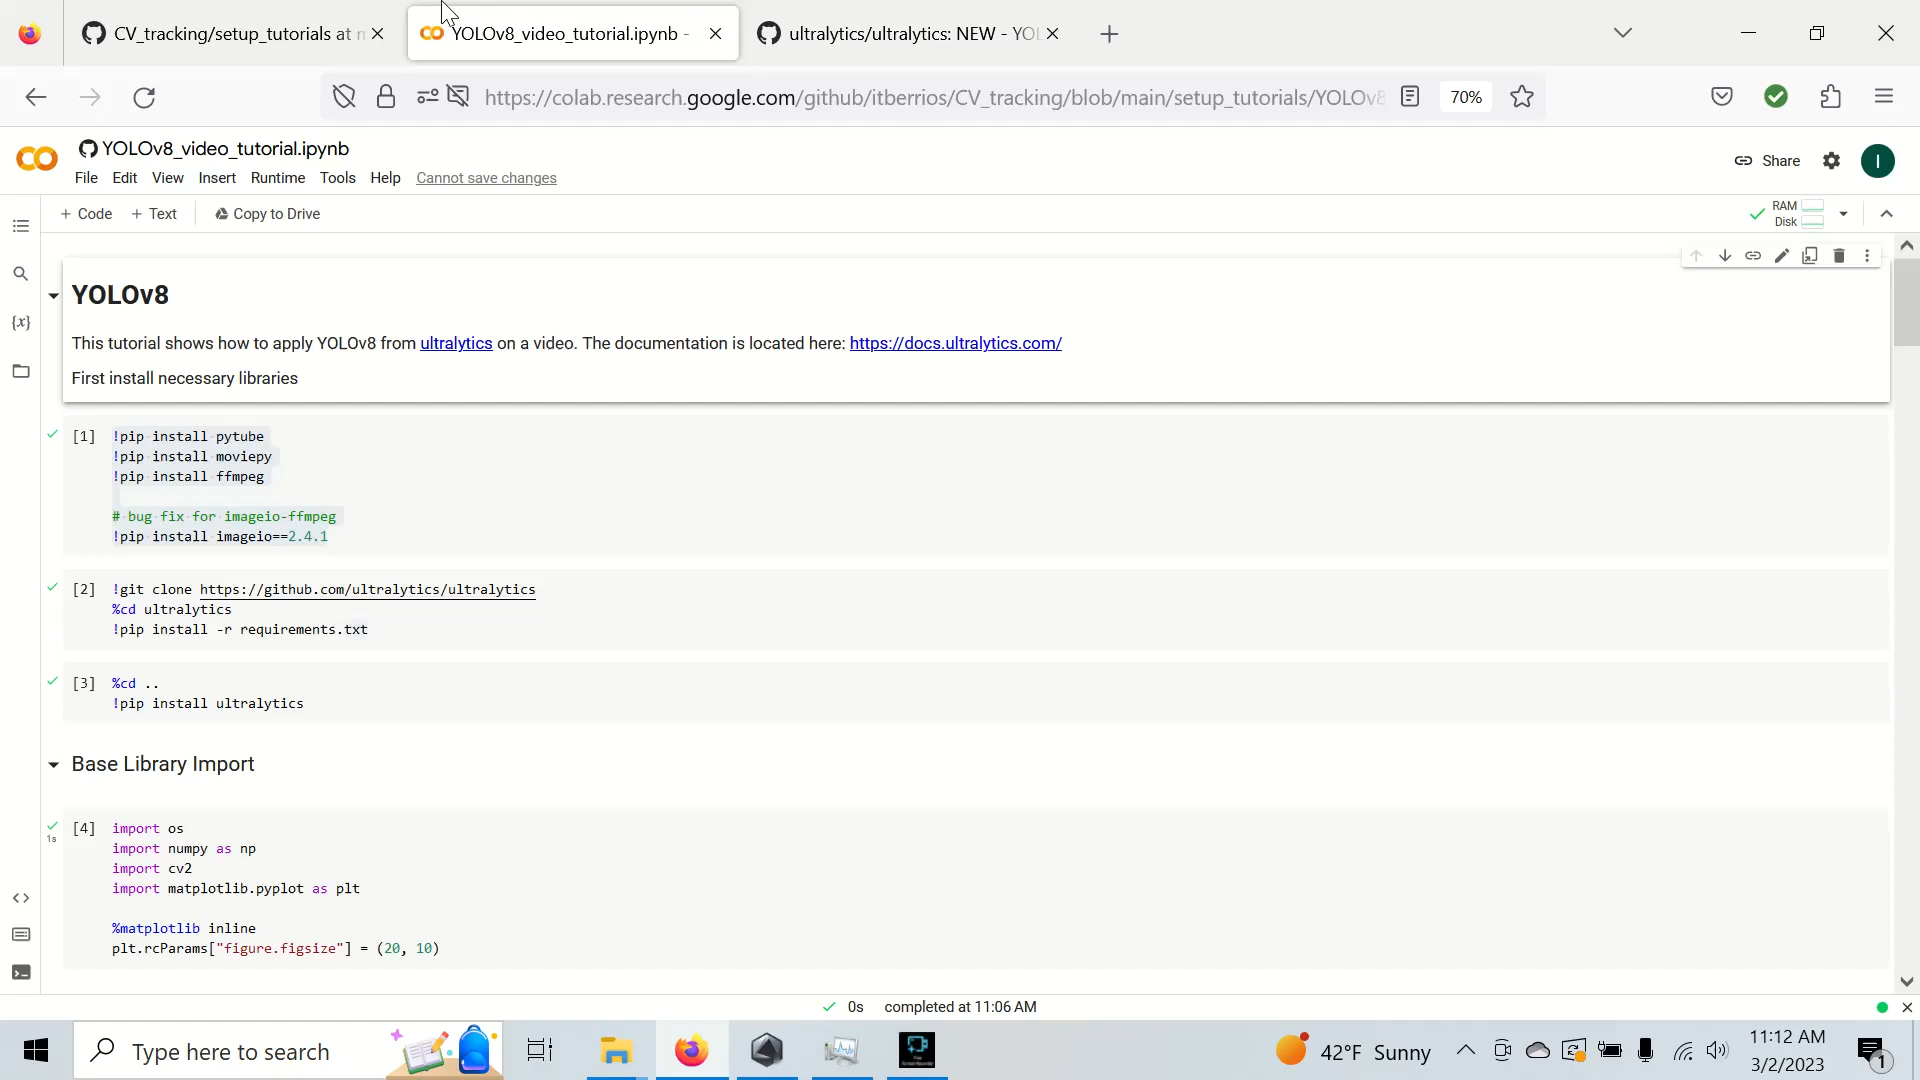 CV_tracking/setup_tutorials at
YOLOv8_video_tutorial.ipynb -
ultralytics/ultralytics: NEW - YO
https://colab.research.google.com/github/itberrios/CV_tracking/blob/main/setup_tutorials/YOLOv8
70%
YOLOv8_video_tutorial.ipynb
File Edit View Insert Runtime Tools Help Cannot save changes
Share
I
+ Code + Text Copy to Drive
RAM
Disk
YOLOv8
This tutorial shows how to apply YOLOv8 from ultralytics on a video. The documentation is located here: https://docs.ultralytics.com/
First install necessary libraries
[1] !pip install pytube
!pip install moviepy
!pip install ffmpeg
# bug fix for imageio-ffmpeg
!pip install imageio==2.4.1
[2] !git clone https://github.com/ultralytics/ultralytics
%cd ultralytics
!pip install -r requirements.txt
[3] %cd ..
!pip install ultralytics
Base Library Import
1s
[4] import os
import numpy as np
import cv2
import matplotlib.pyplot as plt
%matplotlib inline
plt.rcParams["figure.figsize"] = (20, 10)
0s completed at 11:06 AM
Type here to search
42°F Sunny
11:12 AM
3/2/2023
1